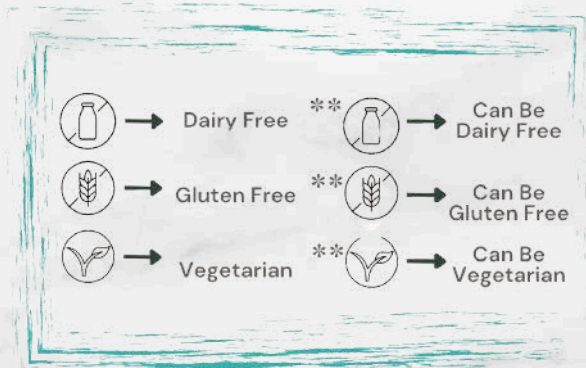 Dairy Free
Gluten Free
Vegetarian
** Can Be
Dairy Free
** Can Be
Gluten Free
** Can Be
Vegetarian